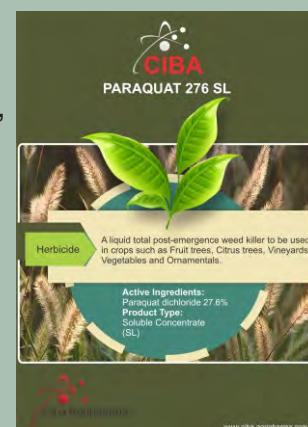 CIBA
PARAQUAT 276 SL
Herbicide
A liquid total post-emergence weed killer to be used
in crops such as Fruit trees, Citrus trees, Vineyards
Vegetables and Ornamentals.
Active Ingredients:
Paraquat dichloride 27.6%
Product Type:
Soluble Concentrate
(SL)